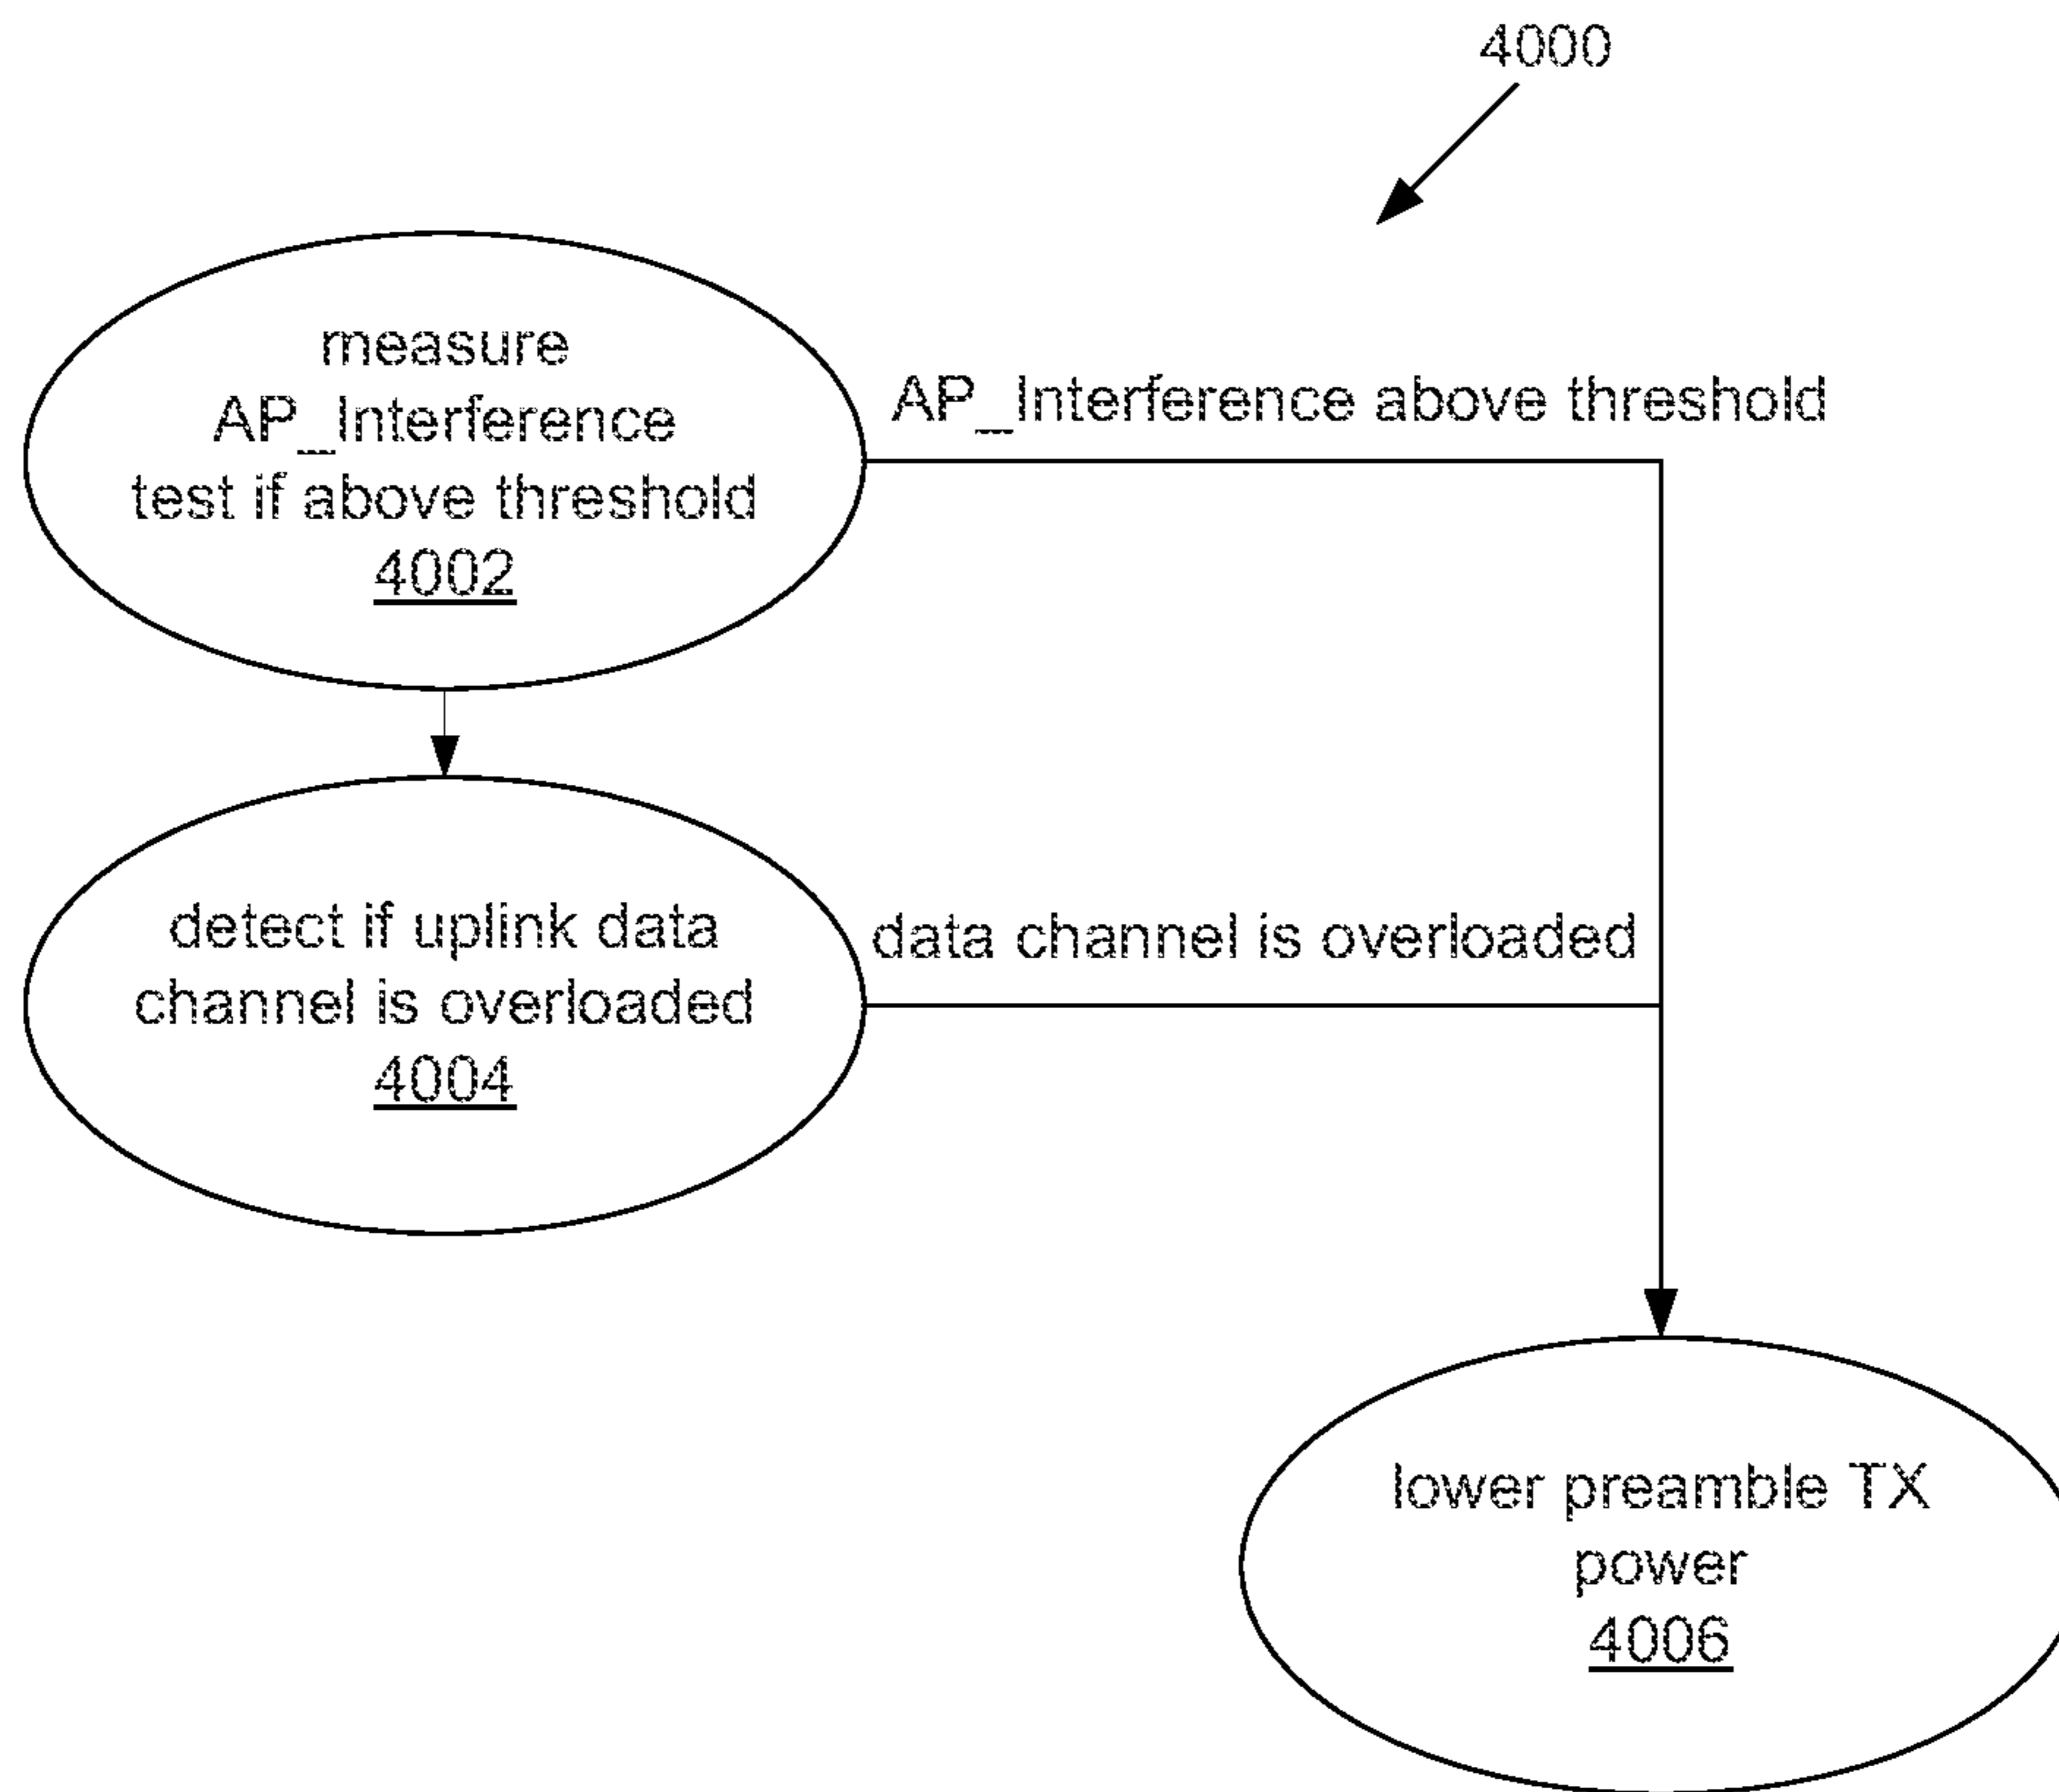 4000
measure
AP_Interference
test if above threshold
4002
AP_Interference above threshold
detect if uplink data
channel is overloaded
4004
data channel is overloaded
lower preamble TX
power
4006